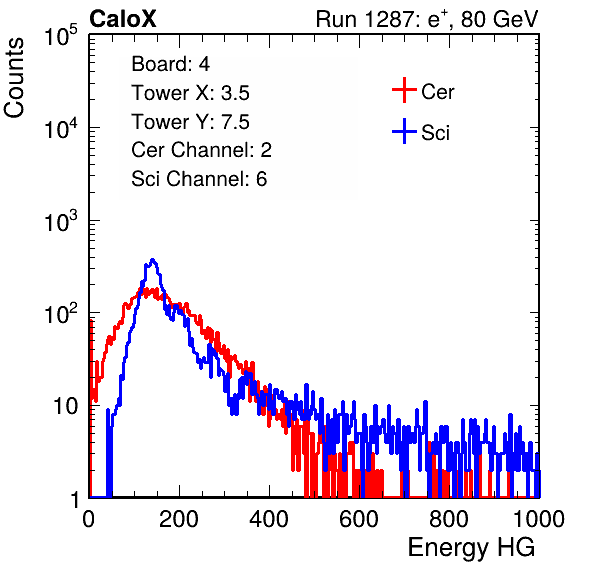 CaloX Run 1287: e⁺, 80 GeV
Counts
Board: 4
Tower X: 3.5
Tower Y: 7.5
Cer Channel: 2
Sci Channel: 6
Cer
Sci
10⁵
10⁴
10³
10²
10
1
0 200 400 600 800 1000
Energy HG